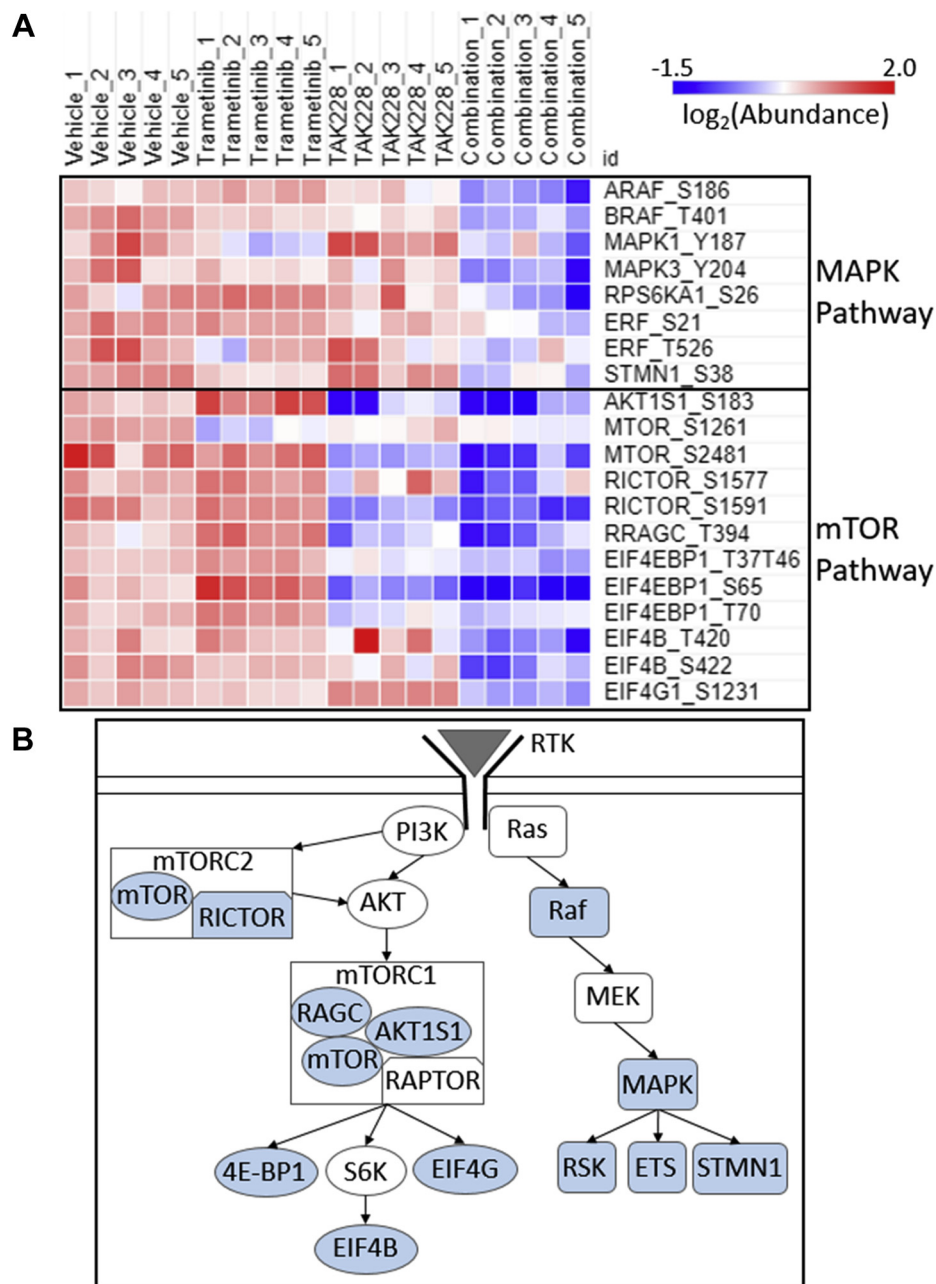 A
Vehicle_1
Vehicle_2
Vehicle_3
Vehicle_4
Vehicle_5
Trametinib_1
Trametinib_2
Trametinib_3
Trametinib_4
Trametinib_5
TAK228_1
TAK228_2
TAK228_3
TAK228_4
TAK228_5
Combination_1
Combination_2
Combination_3
Combination_4
Combination_5
-1.5 2.0
log2(Abundance)
id
ARAF_S186
BRAF_T401
MAPK1_Y187
MAPK3_Y204
RPS6KA1_S26
ERF_S21
ERF_T526
STMN1_S38
MAPK
Pathway
AKT1S1_S183
MTOR_S1261
MTOR_S2481
RICTOR_S1577
RICTOR_S1591
RRAGC_T394
EIF4EBP1_T37T46
EIF4EBP1_S65
EIF4EBP1_T70
EIF4B_T420
EIF4B_S422
EIF4G1_S1231
mTOR
Pathway
B
RTK
PI3K
Ras
mTORC2
mTOR
RICTOR
AKT
Raf
mTORC1
RAGC
AKT1S1
mTOR
RAPTOR
MEK
MAPK
4E-BP1
S6K
EIF4G
RSK
ETS
STMN1
EIF4B